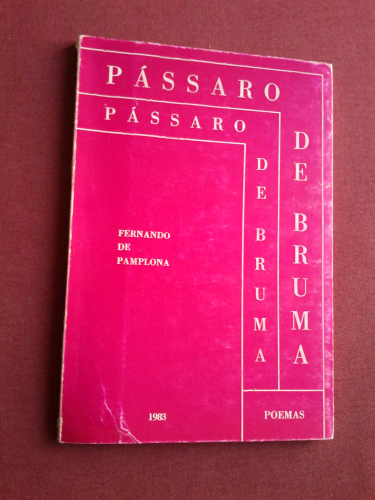 PÁSSARO
DE BRUMA
PÁSSARO
DE BRUMA
FERNANDO
DE
PAMPLONA
1983
POEMAS